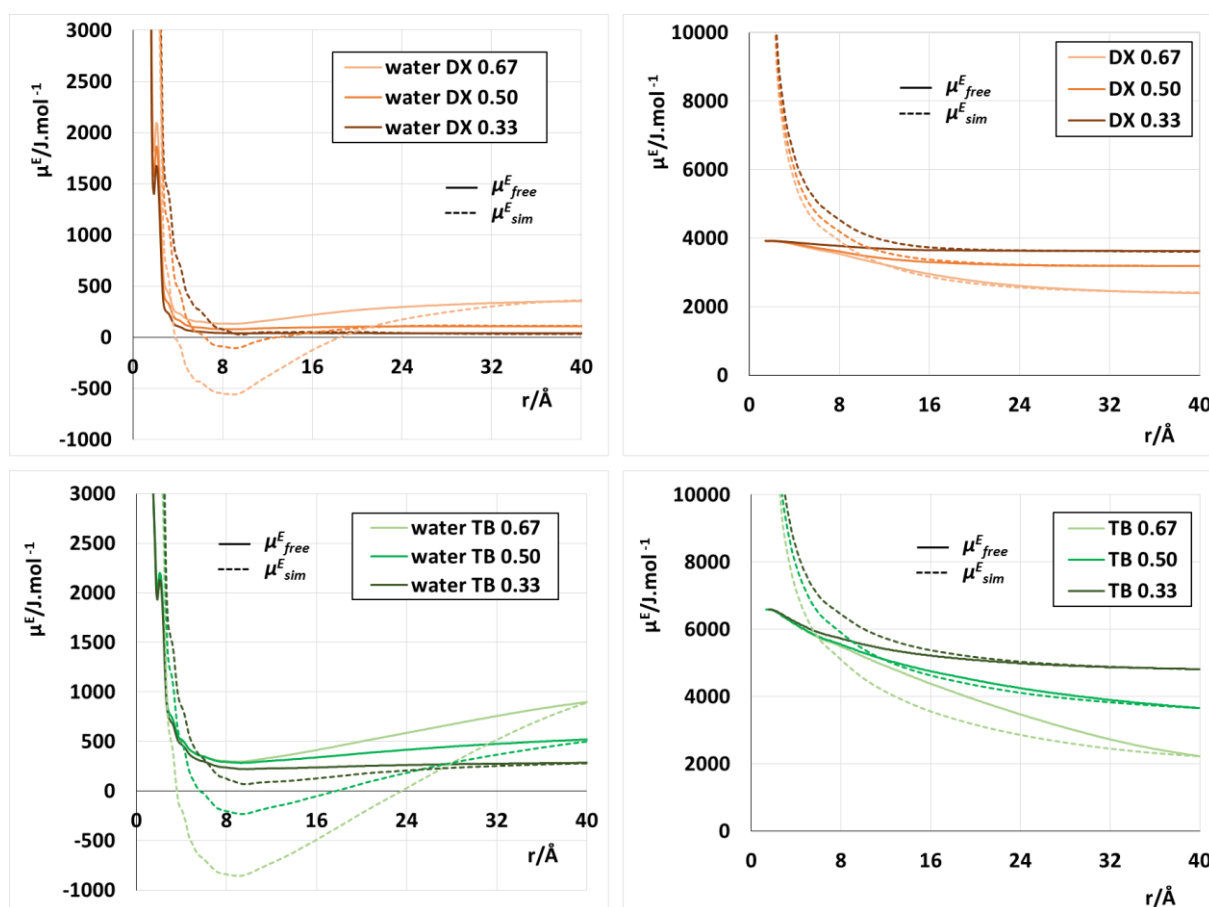 μᴱ/J.mol⁻¹
3000
2500
2000
1500
1000
500
0
-500
-1000
0 8 16 24 32 40
r/Å
water DX 0.67
water DX 0.50
water DX 0.33
μᴱfree
μᴱsim
μᴱ/J.mol⁻¹
10000
8000
6000
4000
2000
0
0 8 16 24 32 40
r/Å
μᴱfree
μᴱsim
DX 0.67
DX 0.50
DX 0.33
μᴱ/J.mol⁻¹
3000
2500
2000
1500
1000
500
0
-500
-1000
0 8 16 24 32 40
r/Å
μᴱfree
μᴱsim
water TB 0.67
water TB 0.50
water TB 0.33
μᴱ/J.mol⁻¹
10000
8000
6000
4000
2000
0
0 8 16 24 32 40
r/Å
μᴱfree
μᴱsim
TB 0.67
TB 0.50
TB 0.33